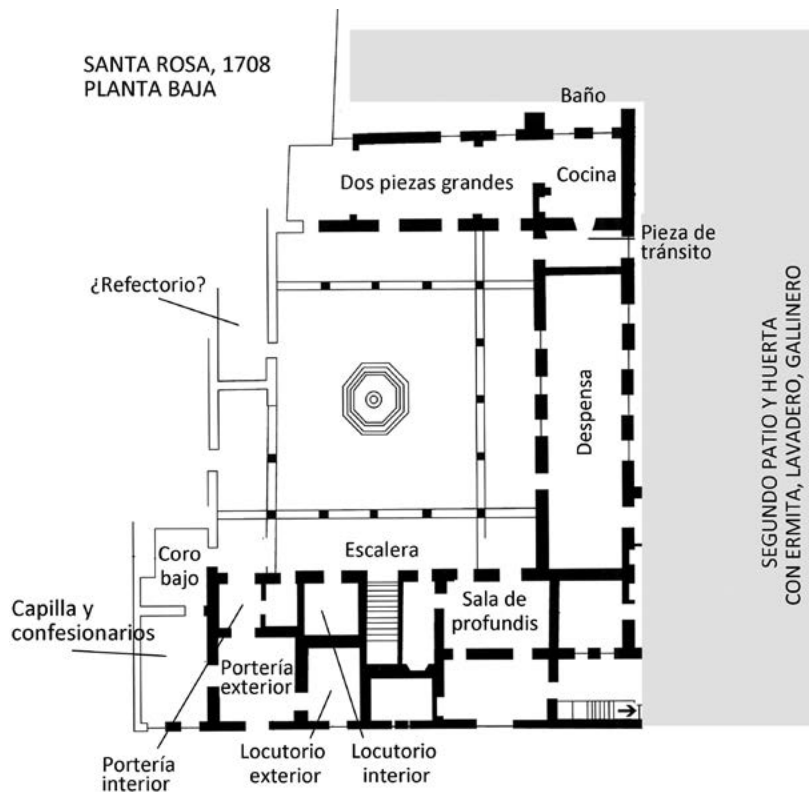 SANTA ROSA, 1708
PLANTA BAJA
Baño
Dos piezas grandes
Cocina
Pieza de
tránsito
¿Refectorio?
Despensa
SEGUNDO PATIO Y HUERTA
CON ERMITA, LAVADERO, GALLINERO
Escalera
Coro
bajo
Sala de
profundis
Capilla y
confesionarios
Portería
exterior
Portería
interior
Locutorio
exterior
Locutorio
interior